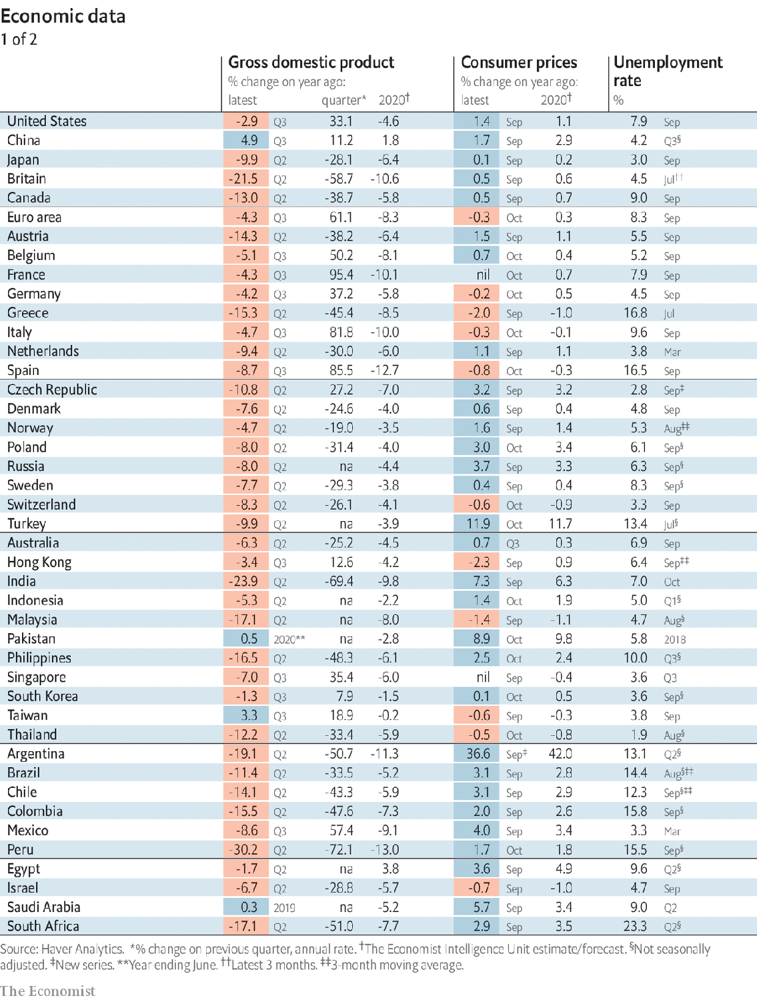 Economic data
1 of 2
Gross domestic product Consumer prices Unemployment
% change on year ago: % change on year ago: rate
latest quarter* 2020† latest 2020† %
United States -2.9 Q3 33.1 -4.6 1.4 Sep 1.1 7.9 Sep
China 4.9 Q3 11.2 1.8 1.7 Sep 2.9 4.2 Q3§
Japan -9.9 Q2 -28.1 -6.4 0.1 Sep 0.2 3.0 Sep
Britain -21.5 Q2 -58.7 -10.6 0.5 Sep 0.6 4.5 Jul††
Canada -13.0 Q2 -38.7 -5.8 0.5 Sep 0.7 9.0 Sep
Euro area -4.3 Q3 61.1 -8.3 -0.3 Oct 0.3 8.3 Sep
Austria -14.3 Q2 -38.2 -6.4 1.5 Sep 1.1 5.5 Sep
Belgium -5.1 Q3 50.2 -8.1 0.7 Oct 0.4 5.2 Sep
France -4.3 Q3 95.4 -10.1 nil Oct 0.7 7.9 Sep
Germany -4.2 Q3 37.2 -5.8 -0.2 Oct 0.5 4.5 Sep
Greece -15.3 Q2 -45.4 -8.5 -2.0 Sep -1.0 16.8 Jul
Italy -4.7 Q3 81.8 -10.0 -0.3 Oct -0.1 9.6 Sep
Netherlands -9.4 Q2 -30.0 -6.0 1.1 Sep 1.1 3.8 Mar
Spain -8.7 Q3 85.5 -12.7 -0.8 Oct -0.3 16.5 Sep
Czech Republic -10.8 Q2 27.2 -7.0 3.2 Sep 3.2 2.8 Sep‡
Denmark -7.6 Q2 -24.6 -4.0 0.6 Sep 0.4 4.8 Sep
Norway -4.7 Q2 -19.0 -3.5 1.6 Sep 1.4 5.3 Aug‡‡
Poland -8.0 Q2 -31.4 -4.0 3.0 Oct 3.4 6.1 Sep§
Russia -8.0 Q2 na -4.4 3.7 Sep 3.3 6.3 Sep§
Sweden -7.7 Q2 -29.3 -3.8 0.4 Sep 0.4 8.3 Sep§
Switzerland -8.3 Q2 -26.1 -4.1 -0.6 Oct -0.9 3.3 Sep
Turkey -9.9 Q2 na -3.9 11.9 Oct 11.7 13.4 Jul§
Australia -6.3 Q2 -25.2 -4.5 0.7 Q3 0.3 6.9 Sep
Hong Kong -3.4 Q3 12.6 -4.2 -2.3 Sep 0.9 6.4 Sep‡‡
India -23.9 Q2 -69.4 -9.8 7.3 Sep 6.3 7.0 Oct
Indonesia -5.3 Q2 na -2.2 1.4 Oct 1.9 5.0 Q1§
Malaysia -17.1 Q2 na -8.0 -1.4 Sep -1.1 4.7 Aug§
Pakistan 0.5 2020** na -2.8 8.9 Oct 9.8 5.8 2018
Philippines -16.5 Q2 -48.3 -6.1 2.5 Oct 2.4 10.0 Q3§
Singapore -7.0 Q3 35.4 -6.0 nil Sep -0.4 3.6 Q3
South Korea -1.3 Q3 7.9 -1.5 0.1 Oct 0.5 3.6 Sep§
Taiwan 3.3 Q3 18.9 -0.2 -0.6 Sep -0.3 3.8 Sep
Thailand -12.2 Q2 -33.4 -5.9 -0.5 Oct -0.8 1.9 Aug§
Argentina -19.1 Q2 -50.7 -11.3 36.6 Sep‡ 42.0 13.1 Q2§
Brazil -11.4 Q2 -33.5 -5.2 3.1 Sep 2.8 14.4 Aug§‡‡
Chile -14.1 Q2 -43.3 -5.9 3.1 Sep 2.9 12.3 Sep§‡‡
Colombia -15.5 Q2 -47.6 -7.3 2.0 Sep 2.6 15.8 Sep§
Mexico -8.6 Q3 57.4 -9.1 4.0 Sep 3.4 3.3 Mar
Peru -30.2 Q2 -72.1 -13.0 1.7 Oct 1.8 15.5 Sep§
Egypt -1.7 Q2 na 3.8 3.6 Sep 4.9 9.6 Q2§
Israel -6.7 Q2 -28.8 -5.7 -0.7 Sep -1.0 4.7 Sep
Saudi Arabia 0.3 2019 na -5.2 5.7 Sep 3.4 9.0 Q2
South Africa -17.1 Q2 -51.0 -7.7 2.9 Sep 3.5 23.3 Q2§
Source: Haver Analytics. *% change on previous quarter, annual rate. †The Economist Intelligence Unit estimate/forecast. §Not seasonally
adjusted. ‡New series. **Year ending June. ††Latest 3 months. ‡‡3-month moving average.
The Economist